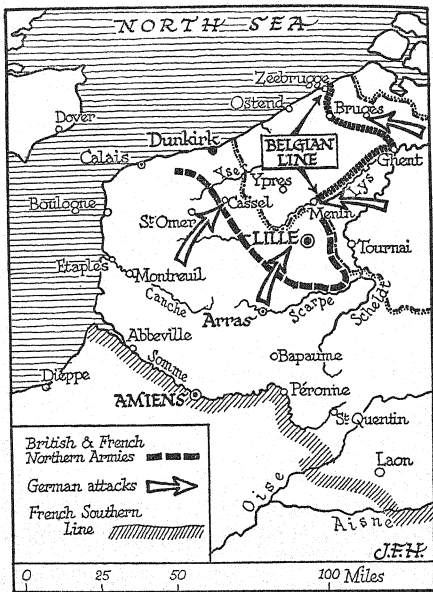 NORTH SEA
Zeebrugge
Ostend
Bruges
Dover
Dunkirk
BELGIAN
LINE
Ghent
Calais
Yser
Ypres
Lys
Boulogne
Cassel
Menin
St Omer
LILLE
Tournai
Etaples
Montreuil
Canche
Scarpe
Scheldt
Arras
Abbeville
Somme
Bapaume
Dieppe
AMIENS
Péronne
St Quentin
British & French
Northern Armies
German attacks
French Southern
Line
Laon
Oise
Aisne
J.F.H.
0 25 50 100 Miles